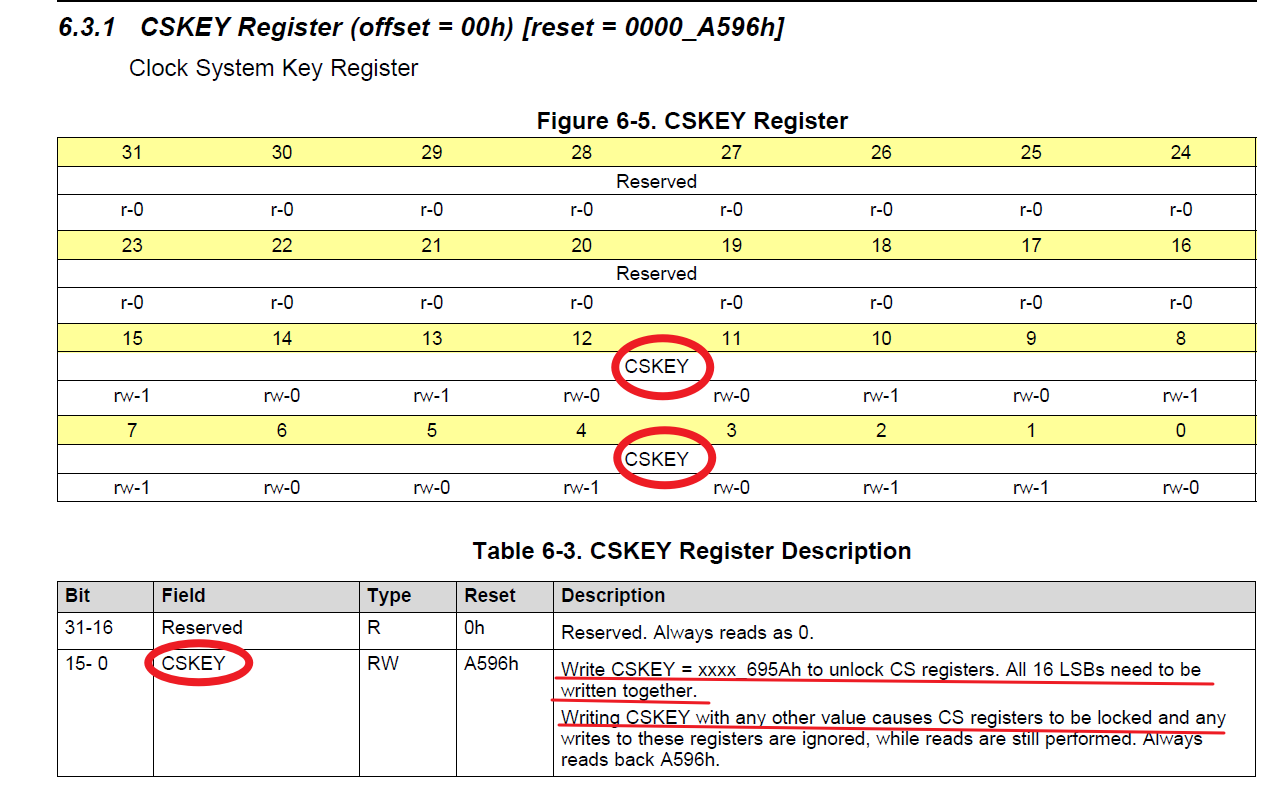 6.3.1 CSKEY Register (offset = 00h) [reset = 0000_A596h]
Clock System Key Register
Figure 6-5. CSKEY Register
31 30 29 28 27 26 25 24
Reserved
r-0 r-0 r-0 r-0 r-0 r-0 r-0 r-0
23 22 21 20 19 18 17 16
Reserved
r-0 r-0 r-0 r-0 r-0 r-0 r-0 r-0
15 14 13 12 11 10 9 8
CSKEY
rw-1 rw-0 rw-1 rw-0 rw-0 rw-1 rw-0 rw-1
7 6 5 4 3 2 1 0
CSKEY
rw-1 rw-0 rw-0 rw-1 rw-0 rw-1 rw-1 rw-0
Table 6-3. CSKEY Register Description
Bit Field Type Reset Description
31-16 Reserved R 0h Reserved. Always reads as 0.
15- 0 CSKEY RW A596h Write CSKEY = xxxx_695Ah to unlock CS registers. All 16 LSBs need to be
written together.
Writing CSKEY with any other value causes CS registers to be locked and any
writes to these registers are ignored, while reads are still performed. Always
reads back A596h.